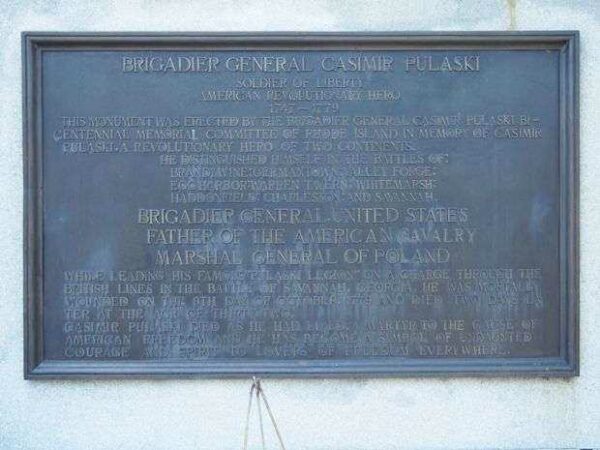 BRIGADIER GENERAL CASIMIR PULASKI
SOLDIER OF LIBERTY
AMERICAN REVOLUTIONARY HERO
- 1779
THIS MONUMENT WAS ERECTED BY THE BRIGADIER GENERAL CASIMIR PULASKI BI-
CENTENNIAL MEMORIAL COMMITTEE OF RHODE ISLAND IN MEMORY OF CASIMIR
PULASKI-A REVOLUTIONARY HERO OF TWO CONTINENTS.
HE DISTINGUISHED HIMSELF IN THE BATTLES OF:
BRANDYWINE: GERMANTOWN: VALLEY FORGE:
EGG HARBOR: WARREN TAVERN: WHITEMARSH:
HADDONFIELD: CHARLESTON: AND SAVANNAH.
BRIGADIER GENERAL UNITED STATES
FATHER OF THE AMERICAN CAVALRY
MARSHAL GENERAL OF POLAND
WHILE LEADING HIS FAMOUS "PULASKI LEGION" ON A CHARGE THROUGH THE
BRITISH LINES IN THE BATTLE OF SAVANNAH, GEORGIA, HE WAS MORTALLY
WOUNDED ON THE 9TH DAY OF OCTOBER, 1779 AND DIED TWO DAYS LA-
TER AT THE AGE OF THIRTY TWO.
CASIMIR PULASKI DIED AS HE HAD LIVED, A MARTYR TO THE CAUSE OF
AMERICAN FREEDOM AND HE HAS BECOME A SYMBOL OF UNDAUNTED
COURAGE AND SPIRIT TO LOVERS OF FREEDOM EVERYWHERE.